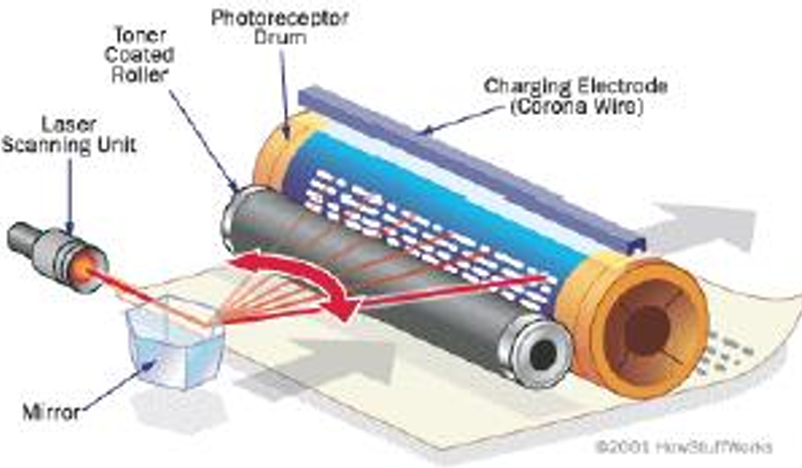 Photoreceptor
Drum
Toner
Coated
Roller
Charging Electrode
(Corona Wire)
Laser
Scanning Unit
Mirror
©2001 HowStuffWorks